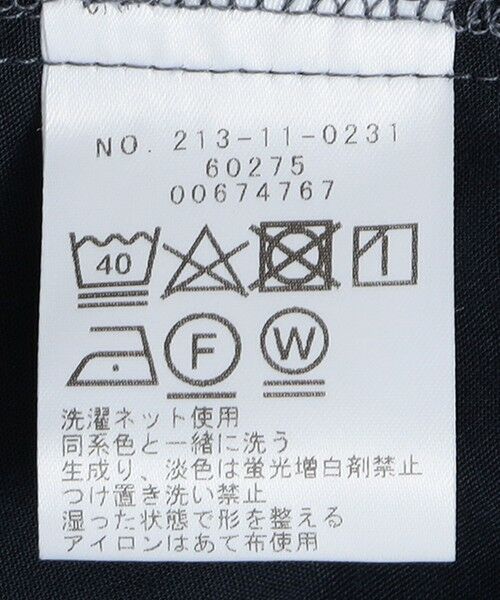 NO. 213-11-0231
60275
00674767
40
F W
洗濯ネット使用
同系色と一緒に洗う
生成り、淡色は蛍光増白剤禁止
つけ置き洗い禁止
湿った状態で形を整える
アイロンはあて布使用